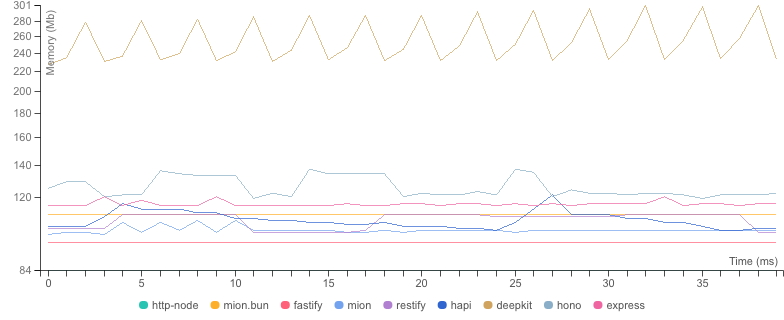 301
280
260
240
220
200
180
160
140
120
84
Memory (Mb)
Time (ms)
0 5 10 15 20 25 30 35
http-node mion.bun fastify mion restify hapi deepkit hono express